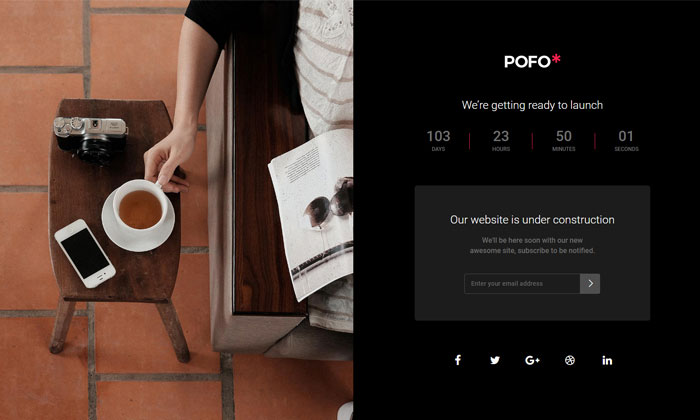 POFO*
We're getting ready to launch
103 23 50 01
DAYS HOURS MINUTES SECONDS
Our website is under construction
We'll be here soon with our new
awesome site, subscribe to be notified.
Enter your email address
f G+ in